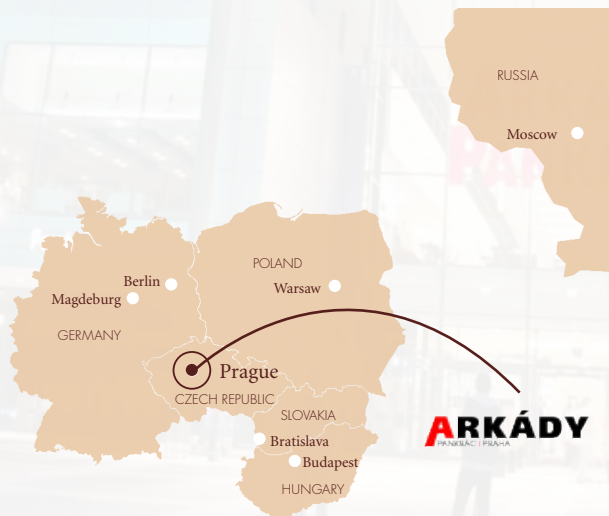 RUSSIA
Moscow
POLAND
Berlin
Warsaw
Magdeburg
GERMANY
Prague
CZECH REPUBLIC
SLOVAKIA
ARKÁDY
PANKRÁC | PRAHA
Bratislava
Budapest
HUNGARY